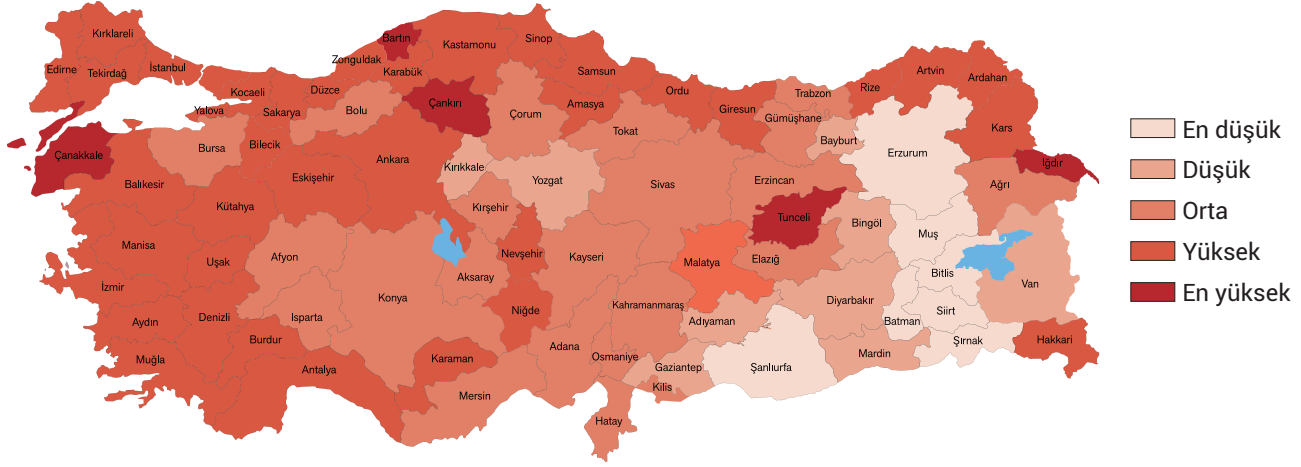 Kırklareli
Edirne
Tekirdağ
İstanbul
Kocaeli
Yalova
Sakarya
Düzce
Zonguldak
Bartın
Karabük
Kastamonu
Sinop
Samsun
Ordu
Giresun
Trabzon
Rize
Artvin
Ardahan
Kars
Iğdır
Ağrı
Erzurum
Bayburt
Gümüşhane
Tokat
Amasya
Çorum
Çankırı
Bolu
Bilecik
Bursa
Çanakkale
Balıkesir
Kütahya
Eskişehir
Ankara
Kırıkkale
Yozgat
Sivas
Erzincan
Tunceli
Bingöl
Muş
Bitlis
Van
Hakkari
Şırnak
Siirt
Batman
Mardin
Diyarbakır
Elazığ
Malatya
Adıyaman
Şanlıurfa
Gaziantep
Kilis
Hatay
Osmaniye
Kahramanmaraş
Adana
Kayseri
Nevşehir
Kırşehir
Aksaray
Niğde
Konya
Karaman
Mersin
Antalya
Isparta
Burdur
Afyon
Uşak
Manisa
İzmir
Aydın
Denizli
Muğla
En düşük
Düşük
Orta
Yüksek
En yüksek